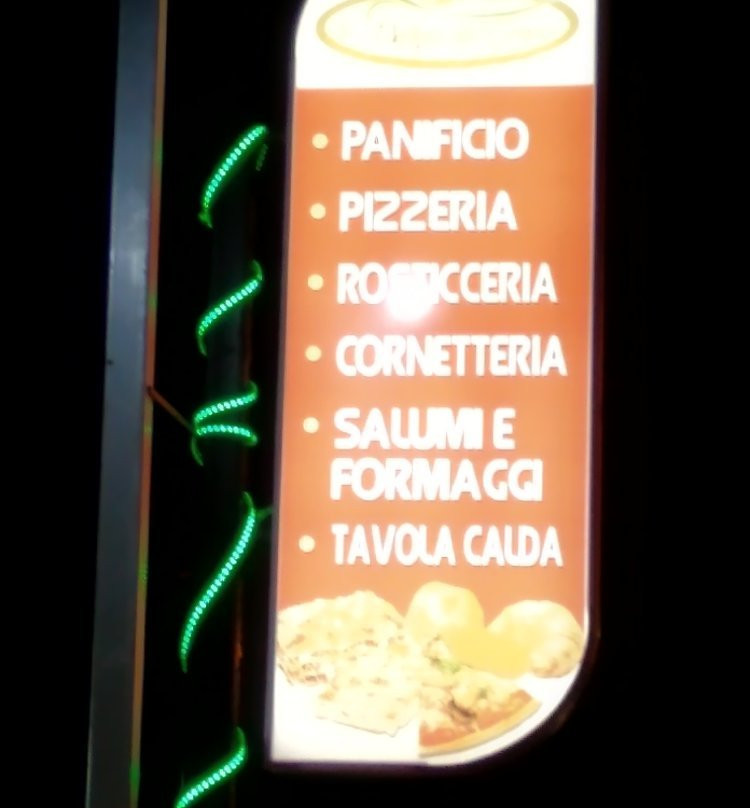 PANIFICIO
PIZZERIA
ROSTICCERIA
CORNETTERIA
SALUMI E
FORMAGGI
TAVOLA CALDA